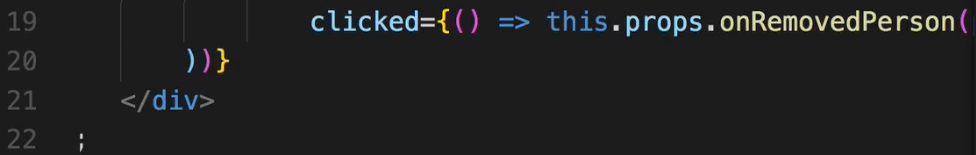 19 clicked={() => this.props.onRemovedPerson(
20 ))}
21 </div>
22 ;